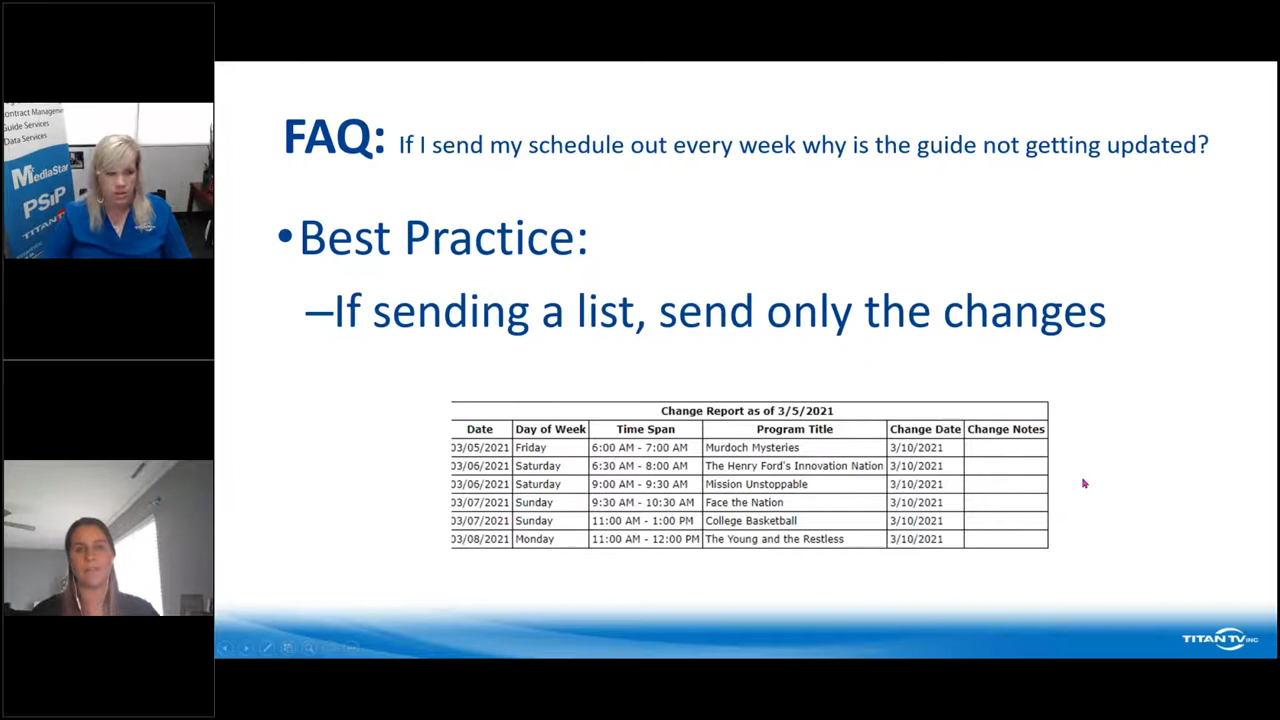 ontract Manageme
Guide Services
Data Services
MediaStar
PSiP
TITANTV
FAQ: If I send my schedule out every week why is the guide not getting updated?
•Best Practice:
–If sending a list, send only the changes
Change Report as of 3/5/2021
Date Day of Week Time Span Program Title Change Date Change Notes
03/05/2021 Friday 6:00 AM - 7:00 AM Murdoch Mysteries 3/10/2021
03/06/2021 Saturday 6:30 AM - 8:00 AM The Henry Ford's Innovation Nation 3/10/2021
03/06/2021 Saturday 9:00 AM - 9:30 AM Mission Unstoppable 3/10/2021
03/07/2021 Sunday 9:30 AM - 10:30 AM Face the Nation 3/10/2021
03/07/2021 Sunday 11:00 AM - 1:00 PM College Basketball 3/10/2021
03/08/2021 Monday 11:00 AM - 12:00 PM The Young and the Restless 3/10/2021
TITAN TV INC